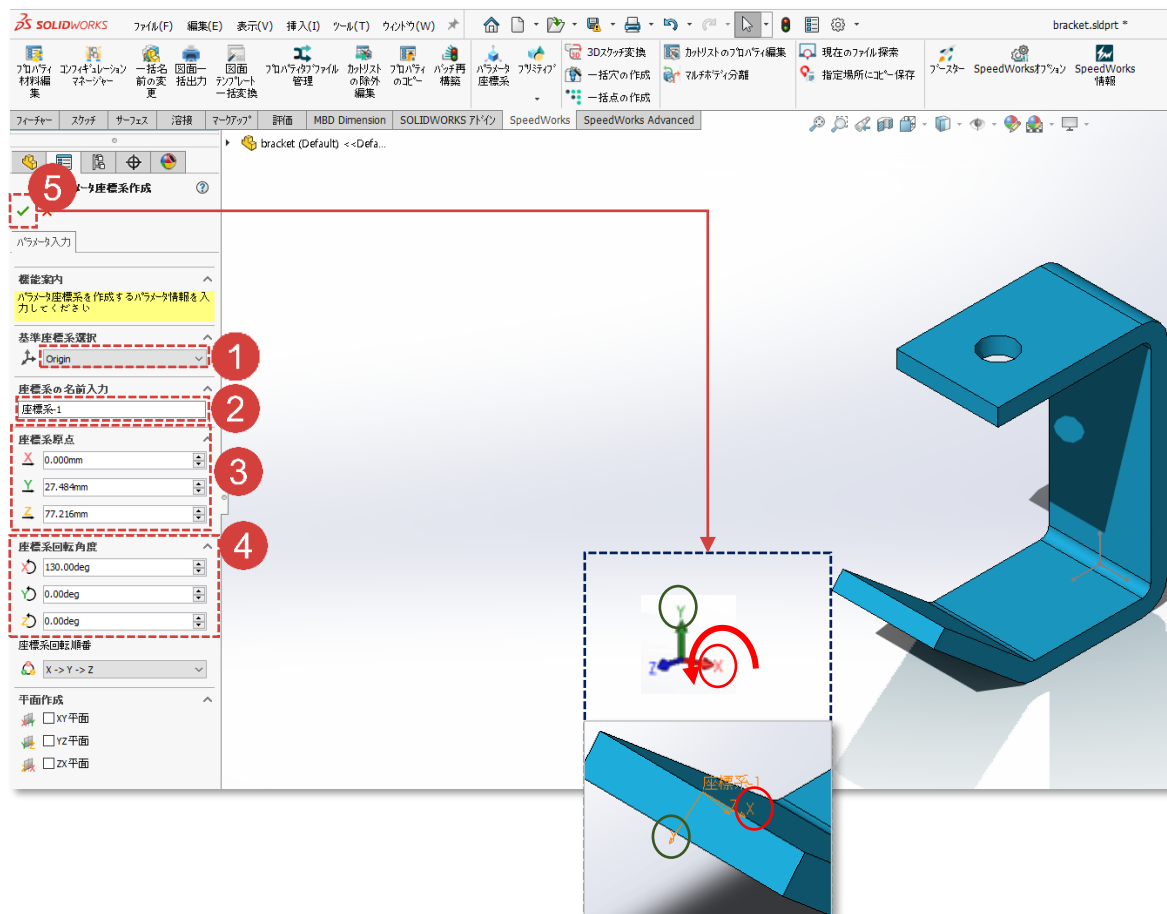 SOLIDWORKS ファイル(F) 編集(E) 表示(V) 挿入(I) ツール(T) ウィンドウ(W) bracket.sldprt *
プロパティ材料編集
コンフィギュレーションマネージャー
一括名前の変更
図面一括出力
図面テンプレート一括変換
プロパティタブファイル管理
カットリストの除外編集
プロパティのコピー
バッチ再構築
パラメータ座標系
プリミティブ
3Dスケッチ変換
一括穴の作成
一括点の作成
カットリストのプロパティ編集
マルチボディ分離
現在のファイル探索
指定場所にコピー保存
ブースター
SpeedWorksオプション
SpeedWorks情報
フィーチャー スケッチ サーフェス 溶接 マークアップ 評価 MBD Dimension SOLIDWORKS アドイン SpeedWorks SpeedWorks Advanced
bracket (Default) <<Defa...
5
メータ座標系作成
パラメータ入力
機能案内
パラメータ座標系を作成するパラメータ情報を入
力してください
基準座標系選択
Origin
1
座標系の名前入力
座標系-1
2
座標系原点
X 0.000mm
Y 27.484mm
3
Z 77.216mm
座標系回転角度
4
X 130.00deg
Y 0.00deg
Z 0.00deg
座標系回転順番
X -> Y -> Z
平面作成
XY平面
YZ平面
ZX平面
Y
Z
X
座標系-1
Z X
Y